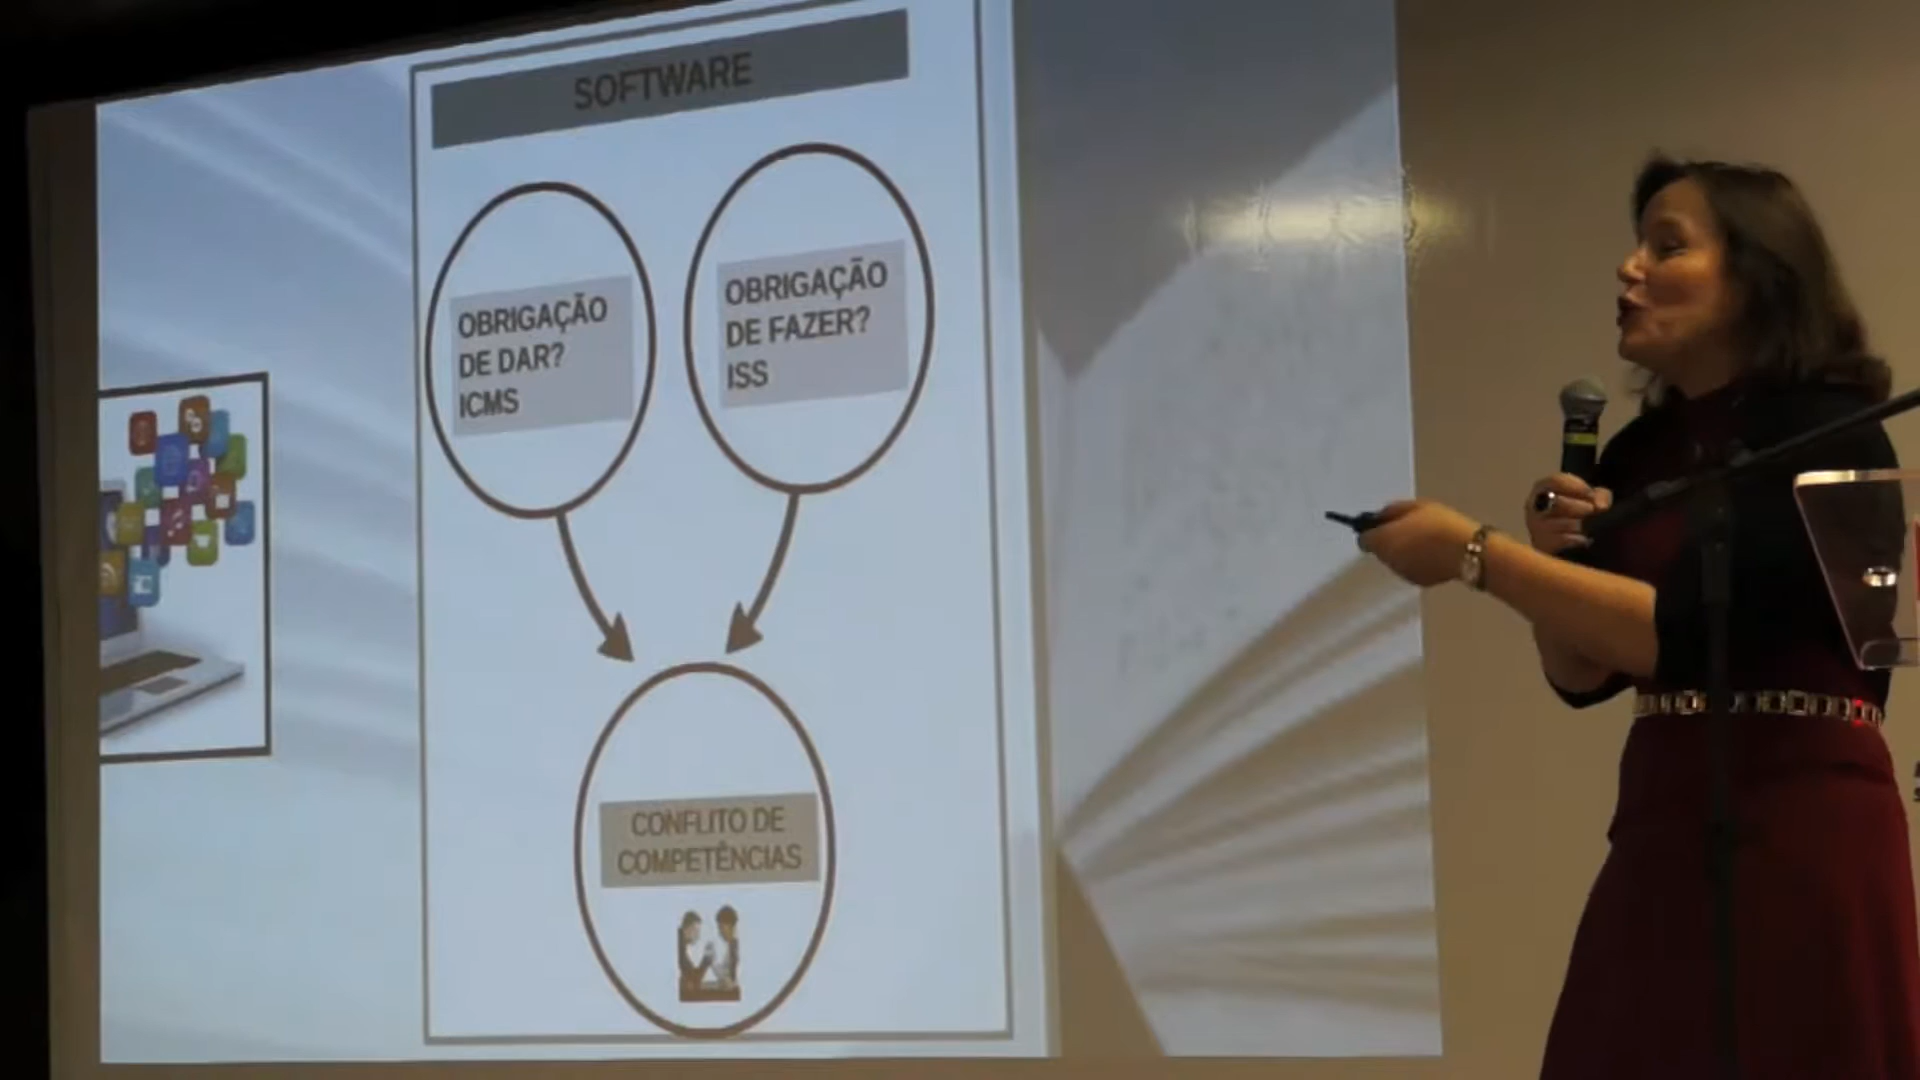 SOFTWARE
OBRIGAÇÃO
DE DAR?
ICMS
OBRIGAÇÃO
DE FAZER?
ISS
CONFLITO DE
COMPETÊNCIAS